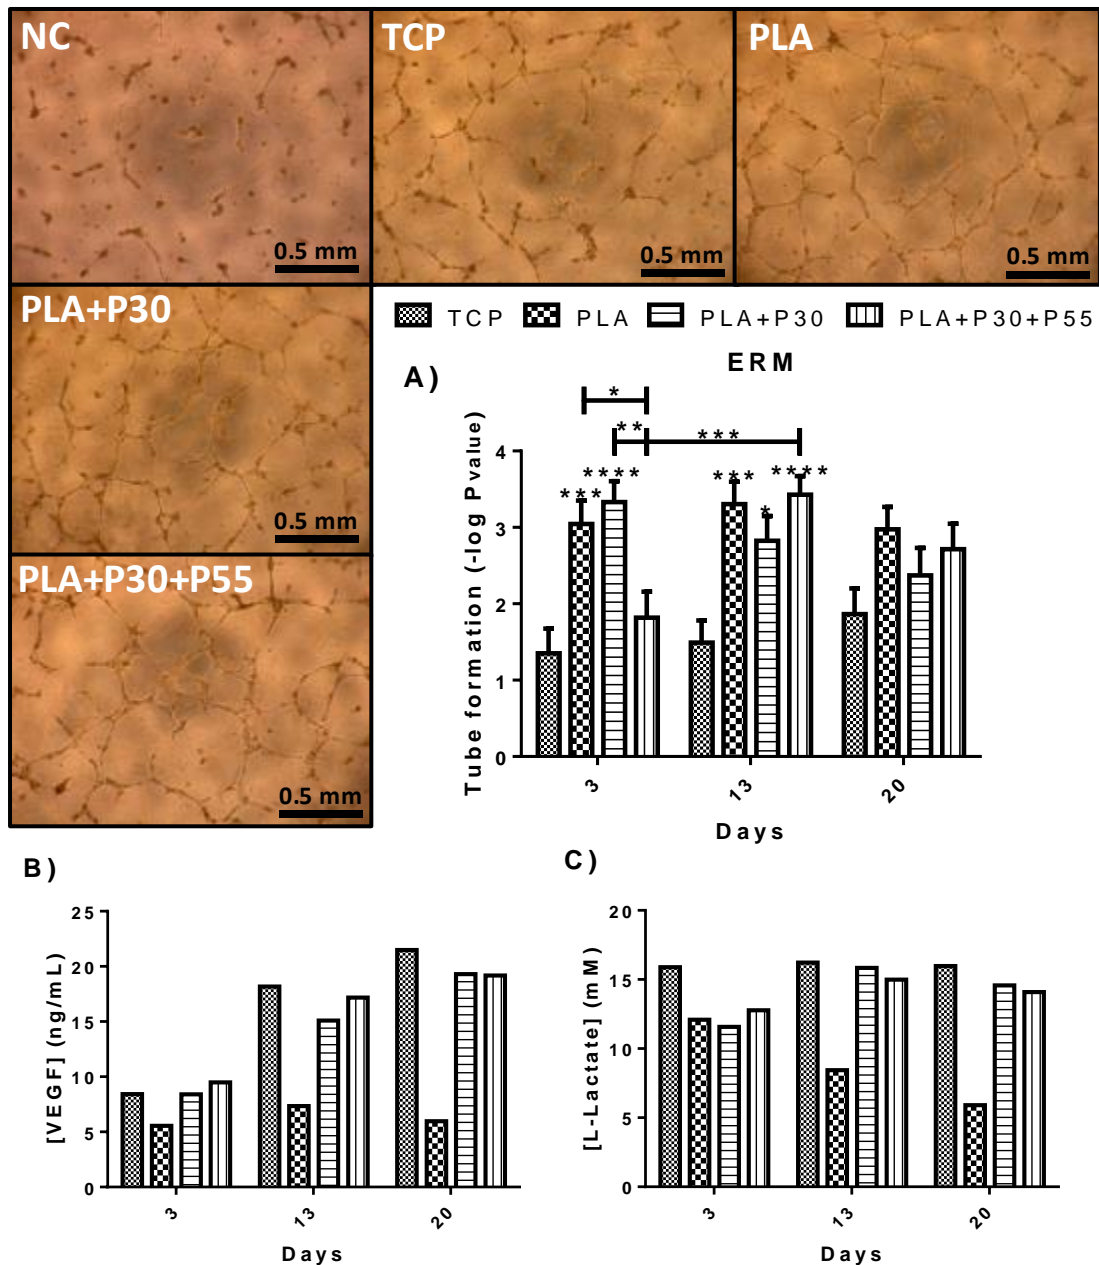 NC
0.5 mm
TCP
0.5 mm
PLA
0.5 mm
PLA+P30
0.5 mm
PLA+P30+P55
0.5 mm
TCP PLA PLA+P30 PLA+P30+P55
A)
ERM
Tube formation (-log Pvalue)
4
3
2
1
0
*
** ***
*** **** *** * ****
3 13 20
Days
B)
[VEGF] (ng/mL)
25
20
15
10
5
0
3 13 20
Days
C)
[L-Lactate] (mM)
20
15
10
5
0
3 13 20
Days